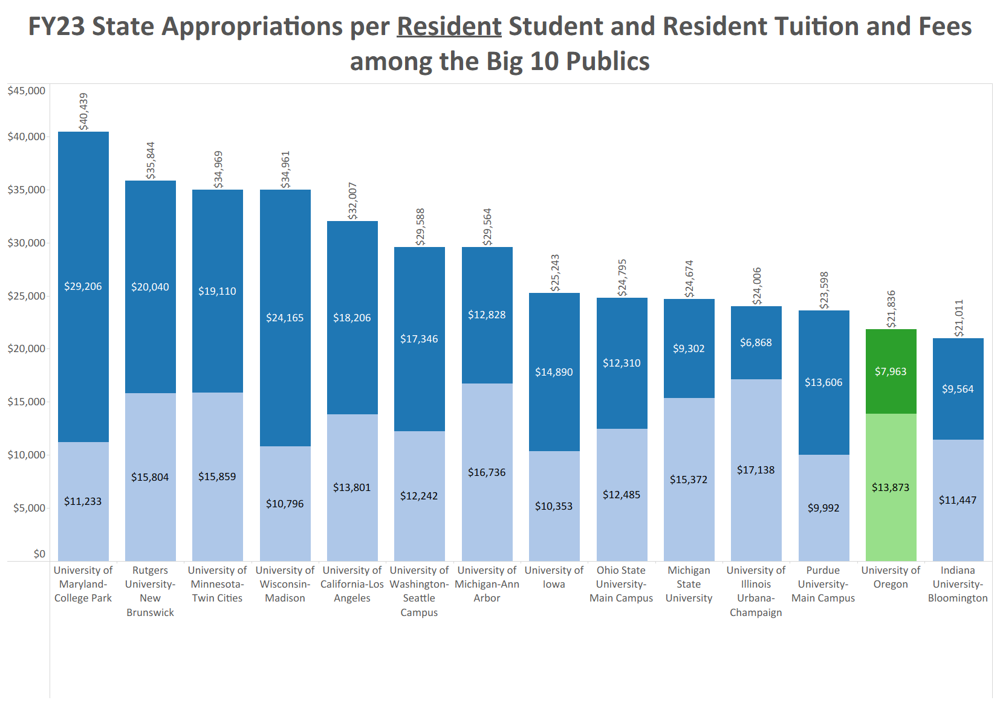 FY23 State Appropriations per Resident Student and Resident Tuition and Fees
among the Big 10 Publics
$45,000
$40,000
$35,000
$30,000
$25,000
$20,000
$15,000
$10,000
$5,000
$0
$40,439
$29,206
$11,233
$35,844
$20,040
$15,804
$34,969
$19,110
$15,859
$34,961
$24,165
$10,796
$32,007
$18,206
$13,801
$29,588
$17,346
$12,242
$29,564
$12,828
$16,736
$25,243
$14,890
$10,353
$24,795
$12,310
$12,485
$24,674
$9,302
$15,372
$24,006
$6,868
$17,138
$23,598
$13,606
$9,992
$21,836
$7,963
$13,873
$21,011
$9,564
$11,447
University of
Maryland-
College Park
Rutgers
University-
New
Brunswick
University of
Minnesota-
Twin Cities
University of
Wisconsin-
Madison
University of
California-Los
Angeles
University of
Washington-
Seattle
Campus
University of
Michigan-Ann
Arbor
University of
Iowa
Ohio State
University-
Main Campus
Michigan
State
University
University of
Illinois
Urbana-
Champaign
Purdue
University-
Main Campus
University of
Oregon
Indiana
University-
Bloomington